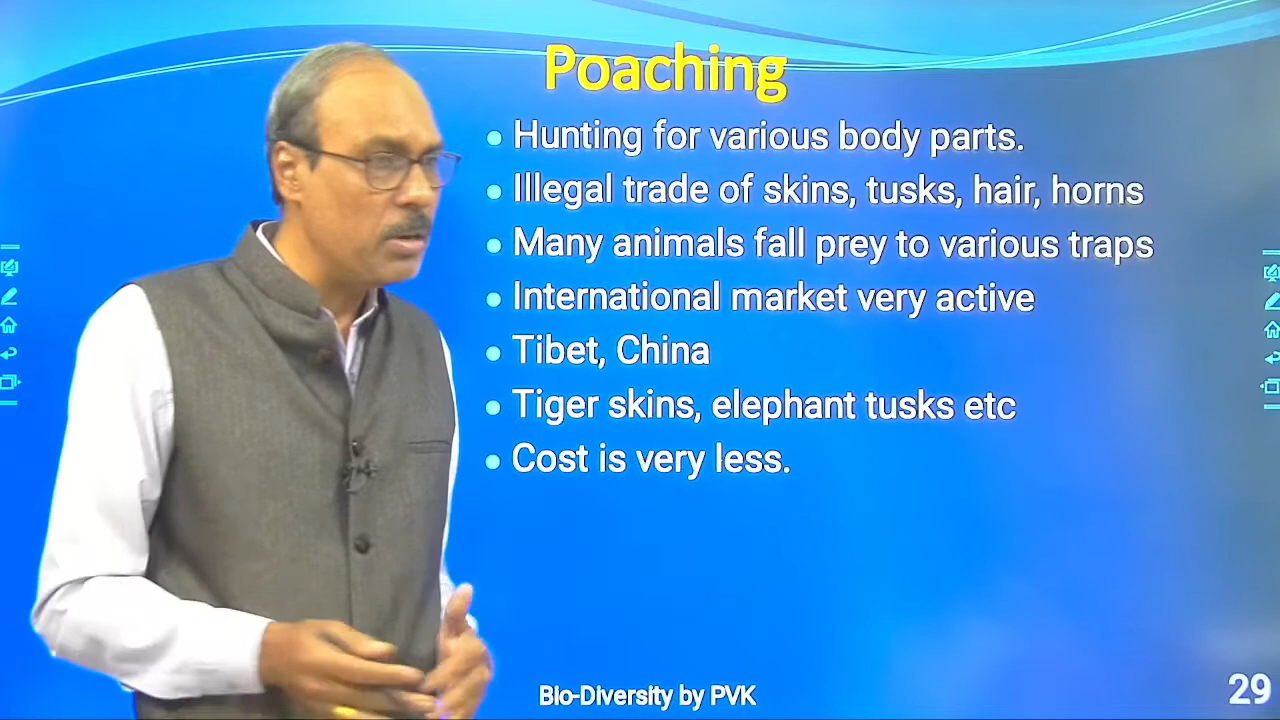 Poaching
Hunting for various body parts.
Illegal trade of skins, tusks, hair, horns
Many animals fall prey to various traps
International market very active
Tibet, China
Tiger skins, elephant tusks etc
Cost is very less.
Bio-Diversity by PVK
29